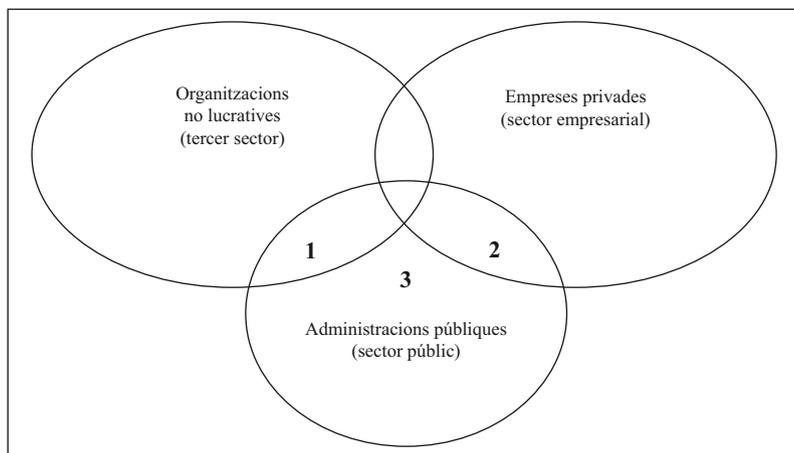 Organitzacions
no lucratives
(tercer sector)
Empreses privades
(sector empresarial)
1
2
3
Administracions públiques
(sector públic)